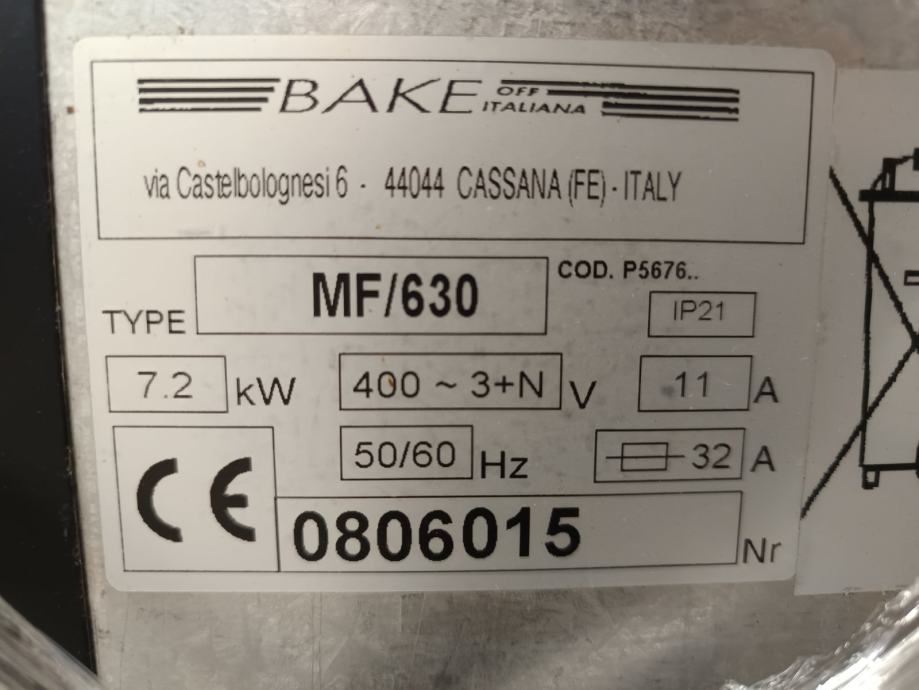 BAKE OFF ITALIANA
via Castelbolognesi 6 - 44044 CASSANA (FE) - ITALY
TYPE MF/630 COD. P5676..
IP21
7.2 kW 400 ~ 3+N V 11 A
50/60 Hz 32 A
CE 0806015 Nr